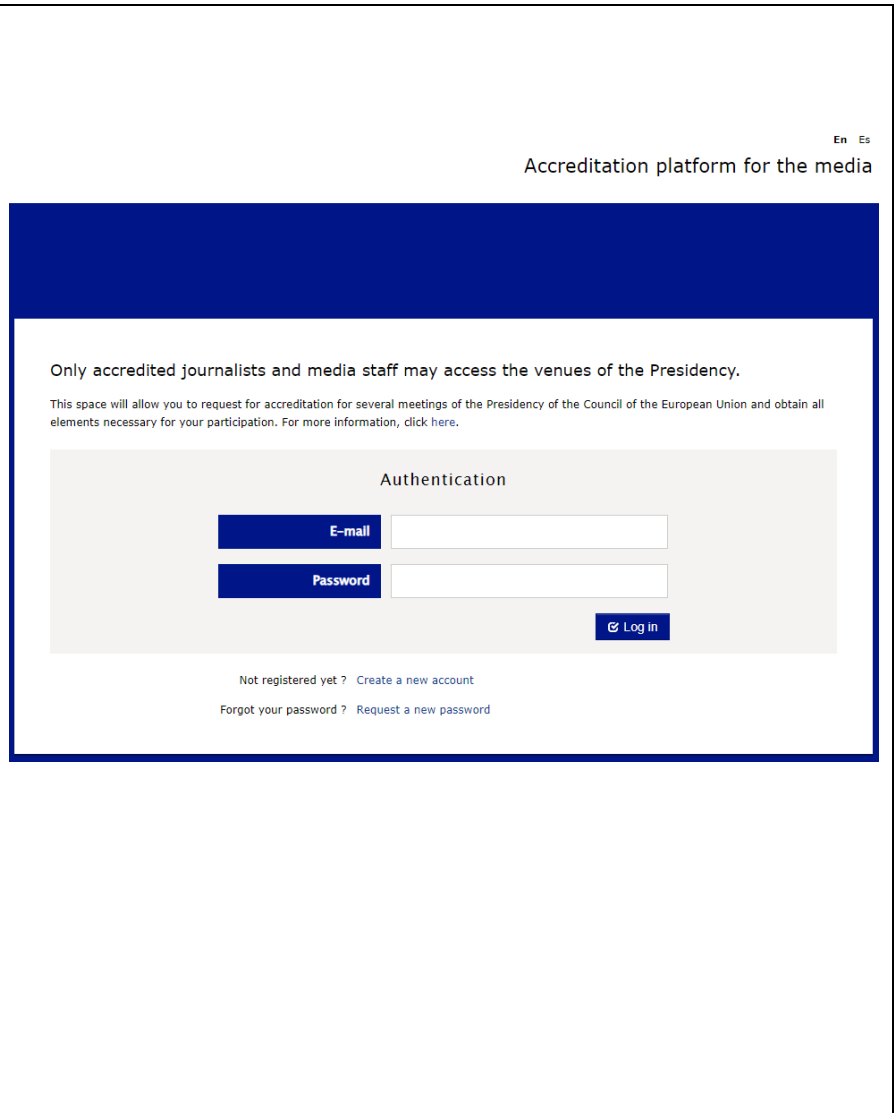 En Es
Accreditation platform for the media
Only accredited journalists and media staff may access the venues of the Presidency.
This space will allow you to request for accreditation for several meetings of the Presidency of the Council of the European Union and obtain all
elements necessary for your participation. For more information, click here.
Authentication
E-mail
Password
Log in
Not registered yet ? Create a new account
Forgot your password ? Request a new password